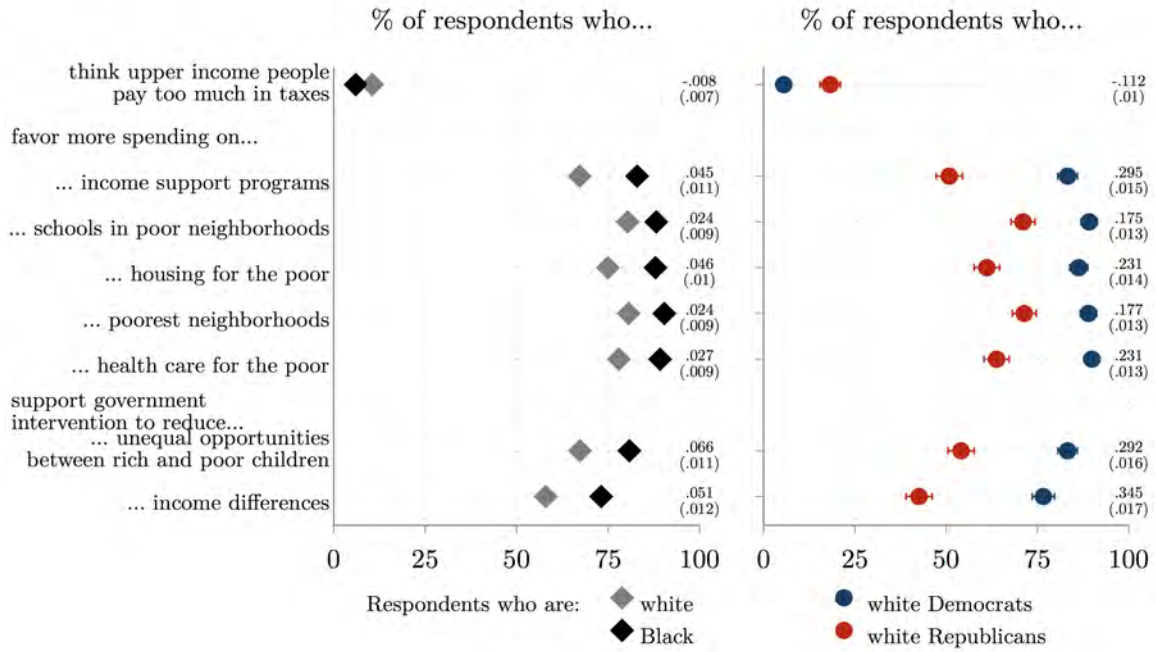 % of respondents who...
% of respondents who...
think upper income people
pay too much in taxes
-.008
(.007)
-.112
(.01)
favor more spending on...
... income support programs
.045
(.011)
.295
(.015)
... schools in poor neighborhoods
.024
(.009)
.175
(.013)
... housing for the poor
.046
(.01)
.231
(.014)
... poorest neighborhoods
.024
(.009)
.177
(.013)
... health care for the poor
.027
(.009)
.231
(.013)
support government
intervention to reduce...
... unequal opportunities
between rich and poor children
.066
(.011)
.292
(.016)
... income differences
.051
(.012)
.345
(.017)
0 25 50 75 100
0 25 50 75 100
Respondents who are:
white
Black
white Democrats
white Republicans